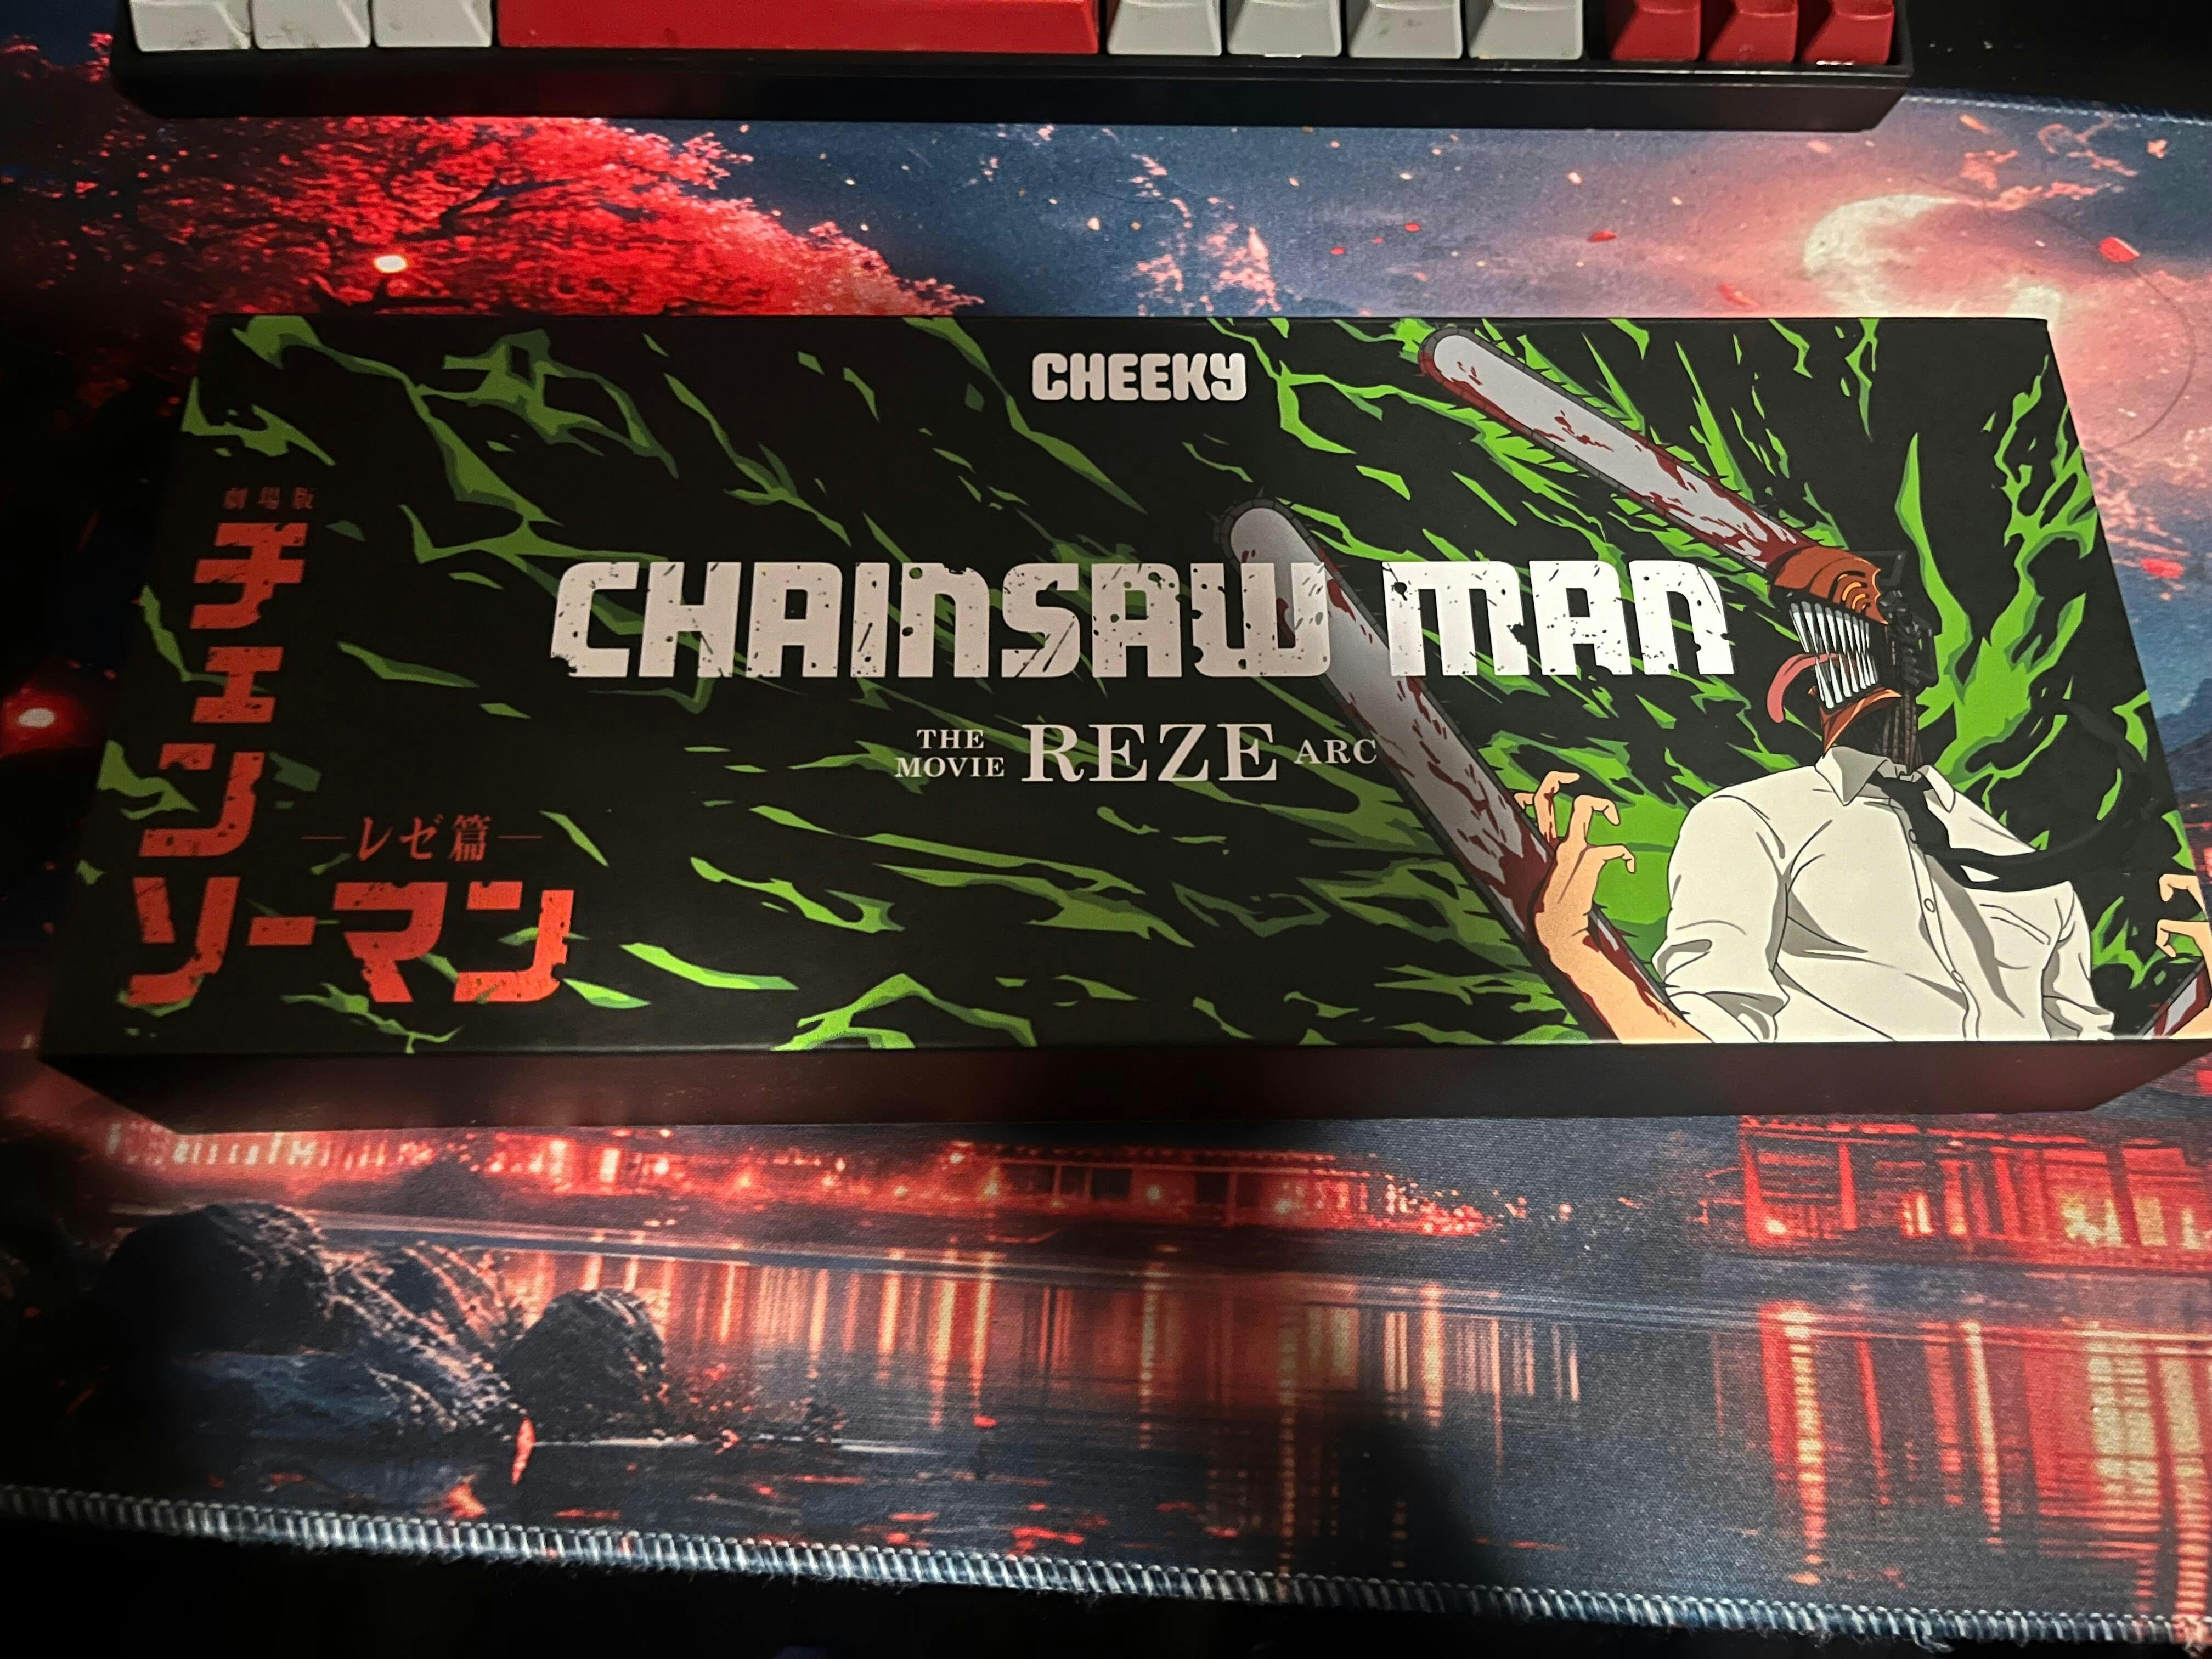 CHEEKY
劇場版
チェンソーマン
—レゼ篇—
CHAINSAW MAN
THE MOVIE REZE ARC